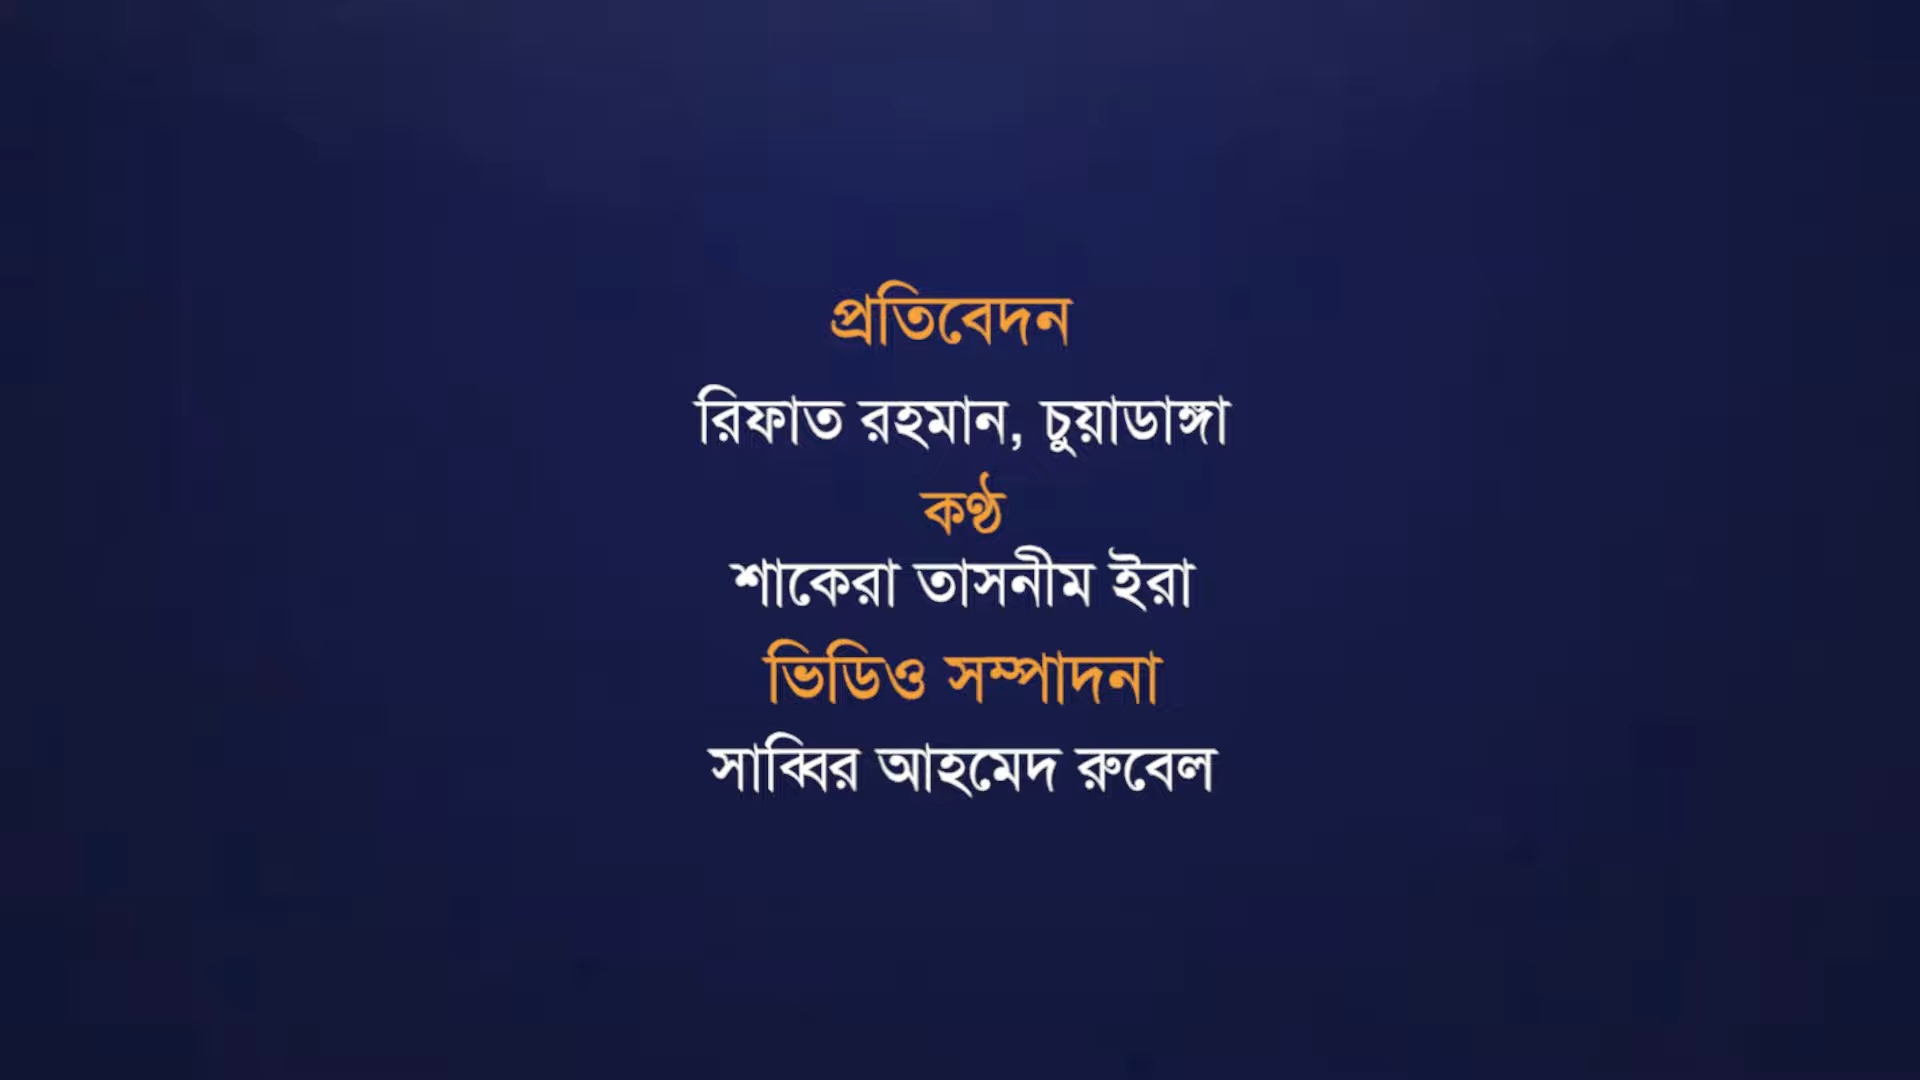 প্রতিবেদন
রিফাত রহমান, চুয়াডাঙ্গা
কণ্ঠ
শাকেরা তাসনীম ইরা
ভিডিও সম্পাদনা
সাব্বির আহমেদ রুবেল